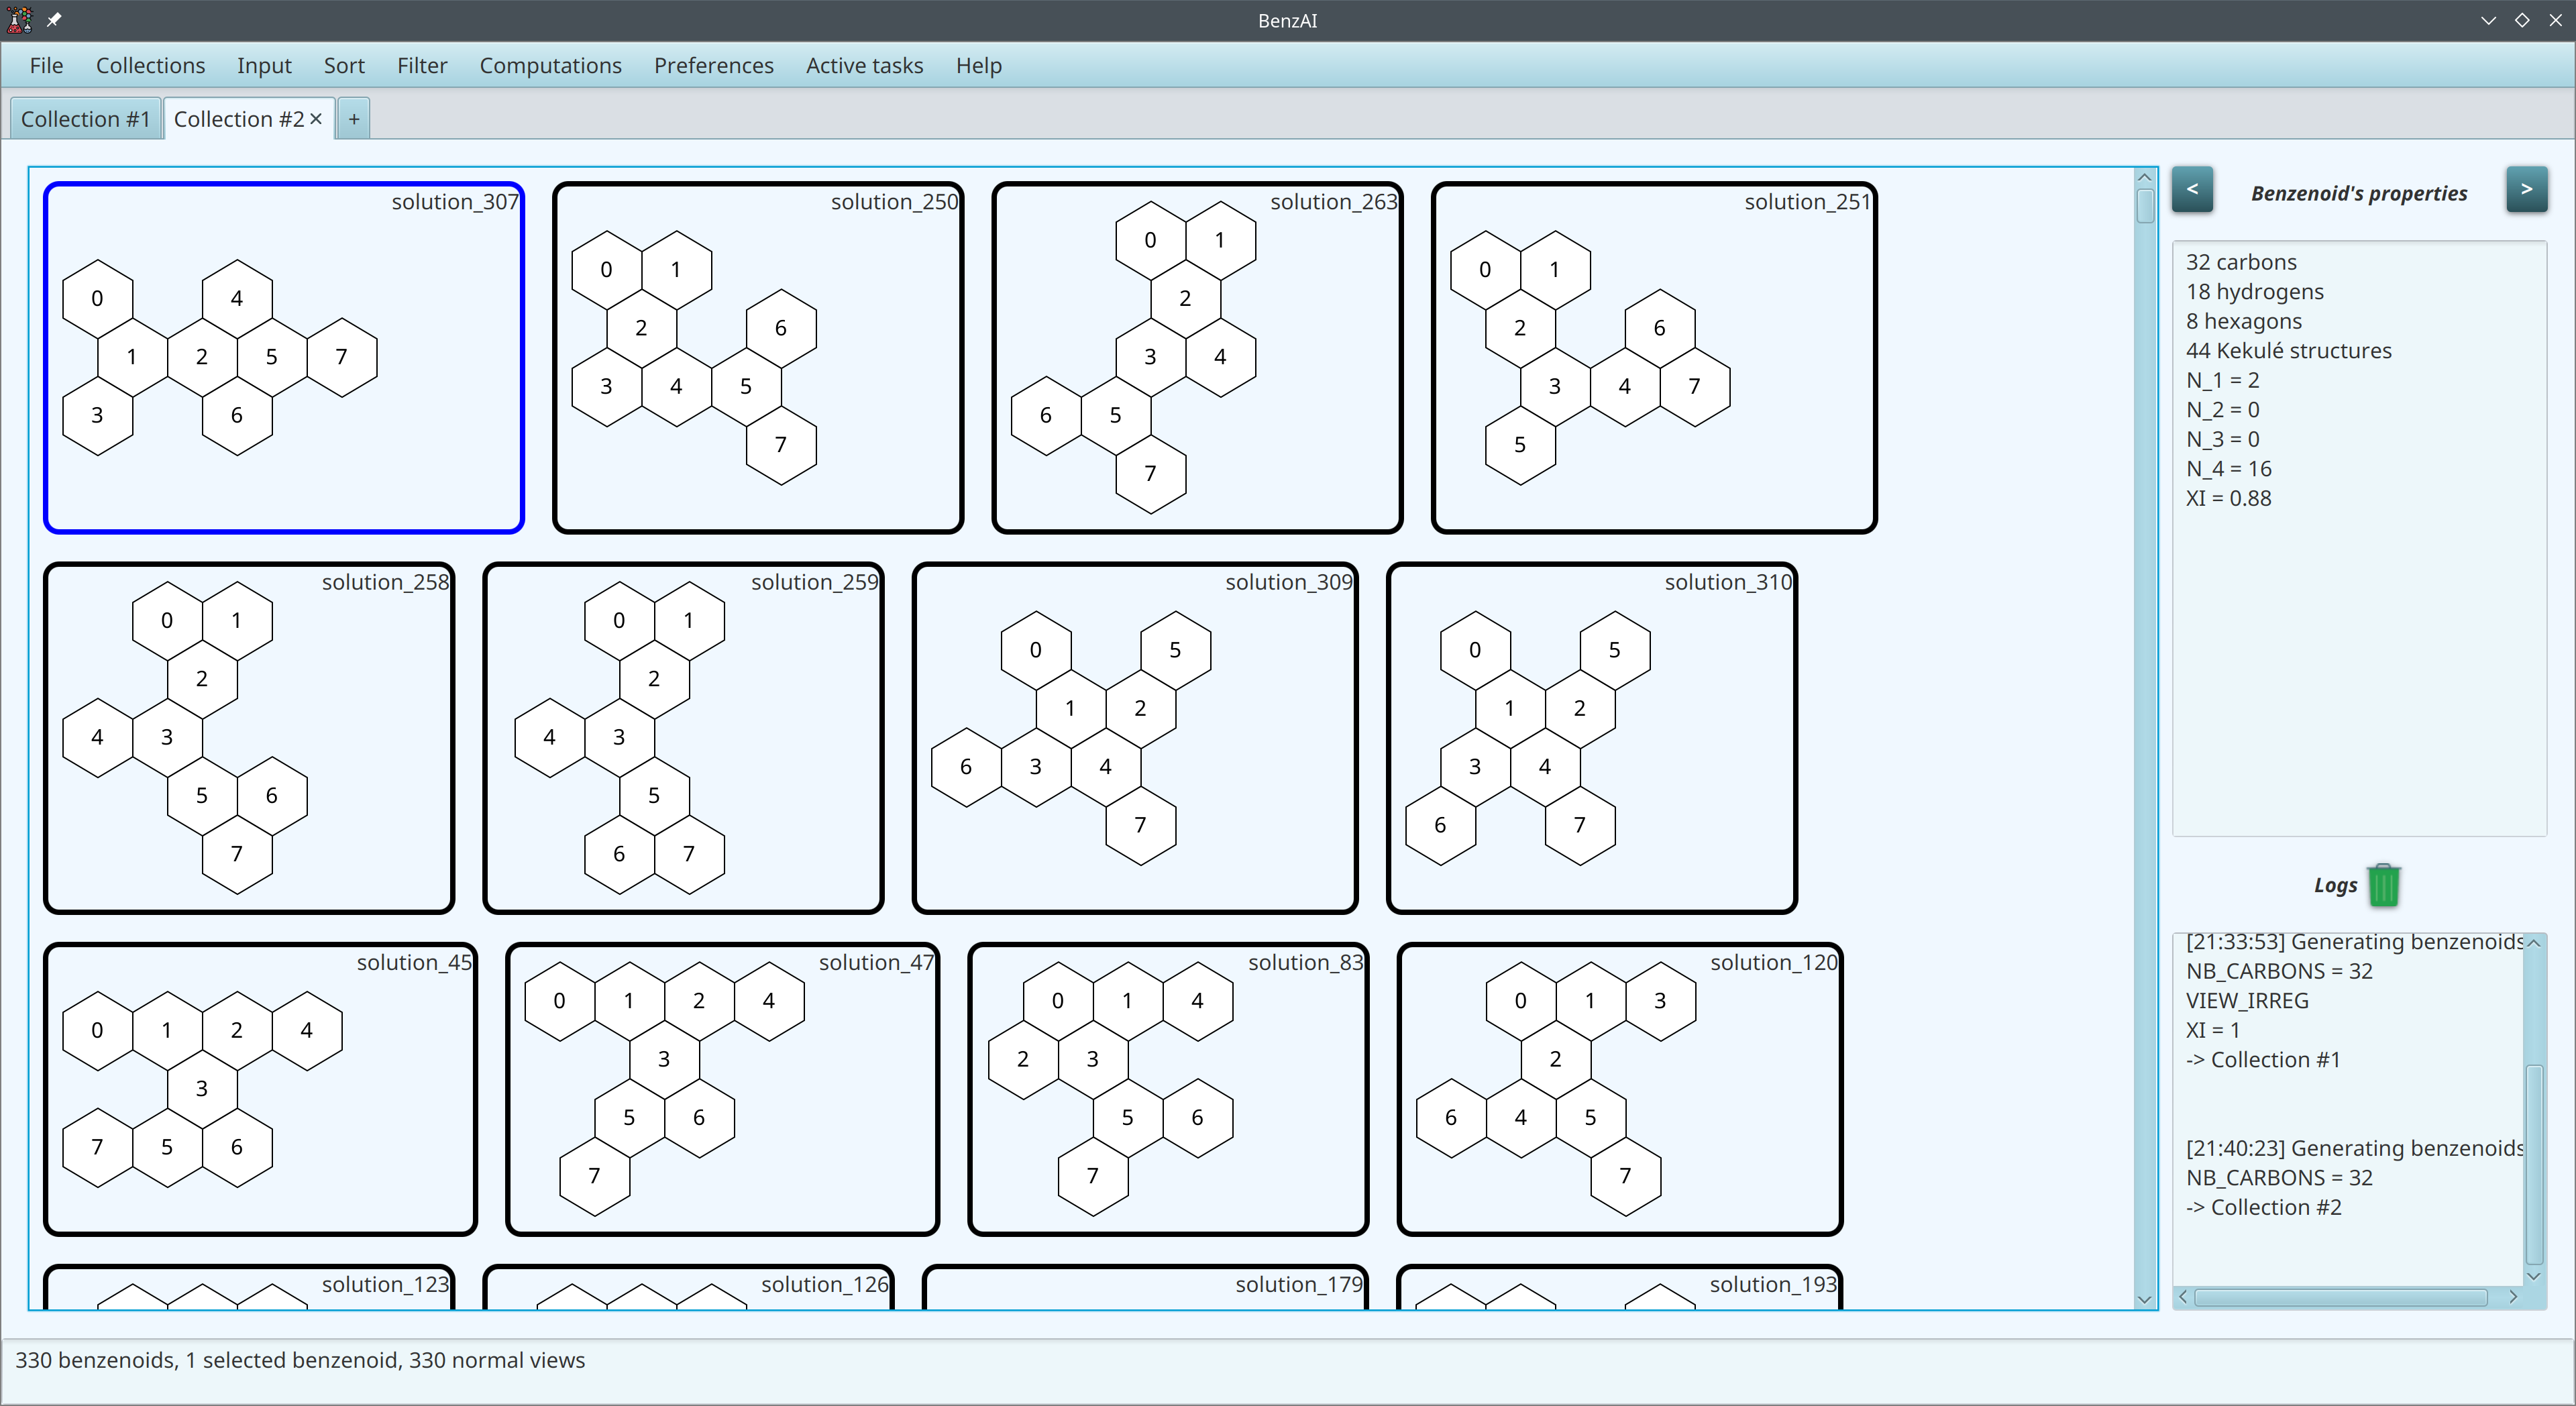 BenzAI
File Collections Input Sort Filter Computations Preferences Active tasks Help
Collection #1 Collection #2 × +
solution_307
0 4
1 2 5 7
3 6
solution_250
0 1
2 6
3 4 5
7
solution_263
0 1
2
3 4
6 5
7
solution_251
0 1
2 6
3 4 7
5
solution_258
0 1
2
4 3
5 6
7
solution_259
0 1
2
4 3
5
6 7
solution_309
0 5
1 2
6 3 4
7
solution_310
0 5
1 2
3 4
6 7
solution_45
0 1 2 4
3
7 5 6
solution_47
0 1 2 4
3
5 6
7
solution_83
0 1 4
2 3
5 6
7
solution_120
0 1 3
2
6 4 5
7
solution_123
solution_126
solution_179
solution_193
< Benzenoid's properties >
32 carbons
18 hydrogens
8 hexagons
44 Kekulé structures
N_1 = 2
N_2 = 0
N_3 = 0
N_4 = 16
XI = 0.88
Logs
[21:33:53] Generating benzenoids
NB_CARBONS = 32
VIEW_IRREG
XI = 1
-> Collection #1
[21:40:23] Generating benzenoids
NB_CARBONS = 32
-> Collection #2
330 benzenoids, 1 selected benzenoid, 330 normal views